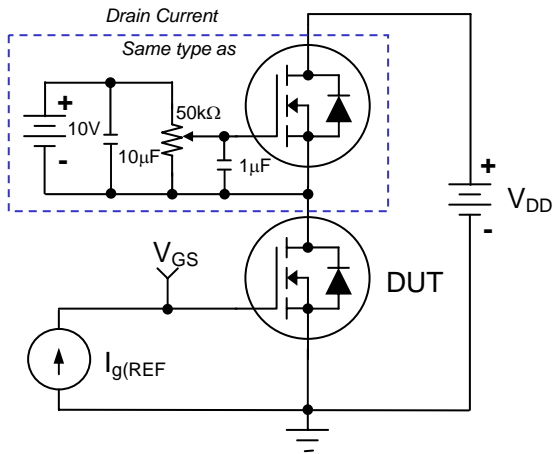 Drain Current
Same type as
+
10V
-
10μF
50kΩ
1μF
+
V_DD
-
V_GS
DUT
I_g(REF